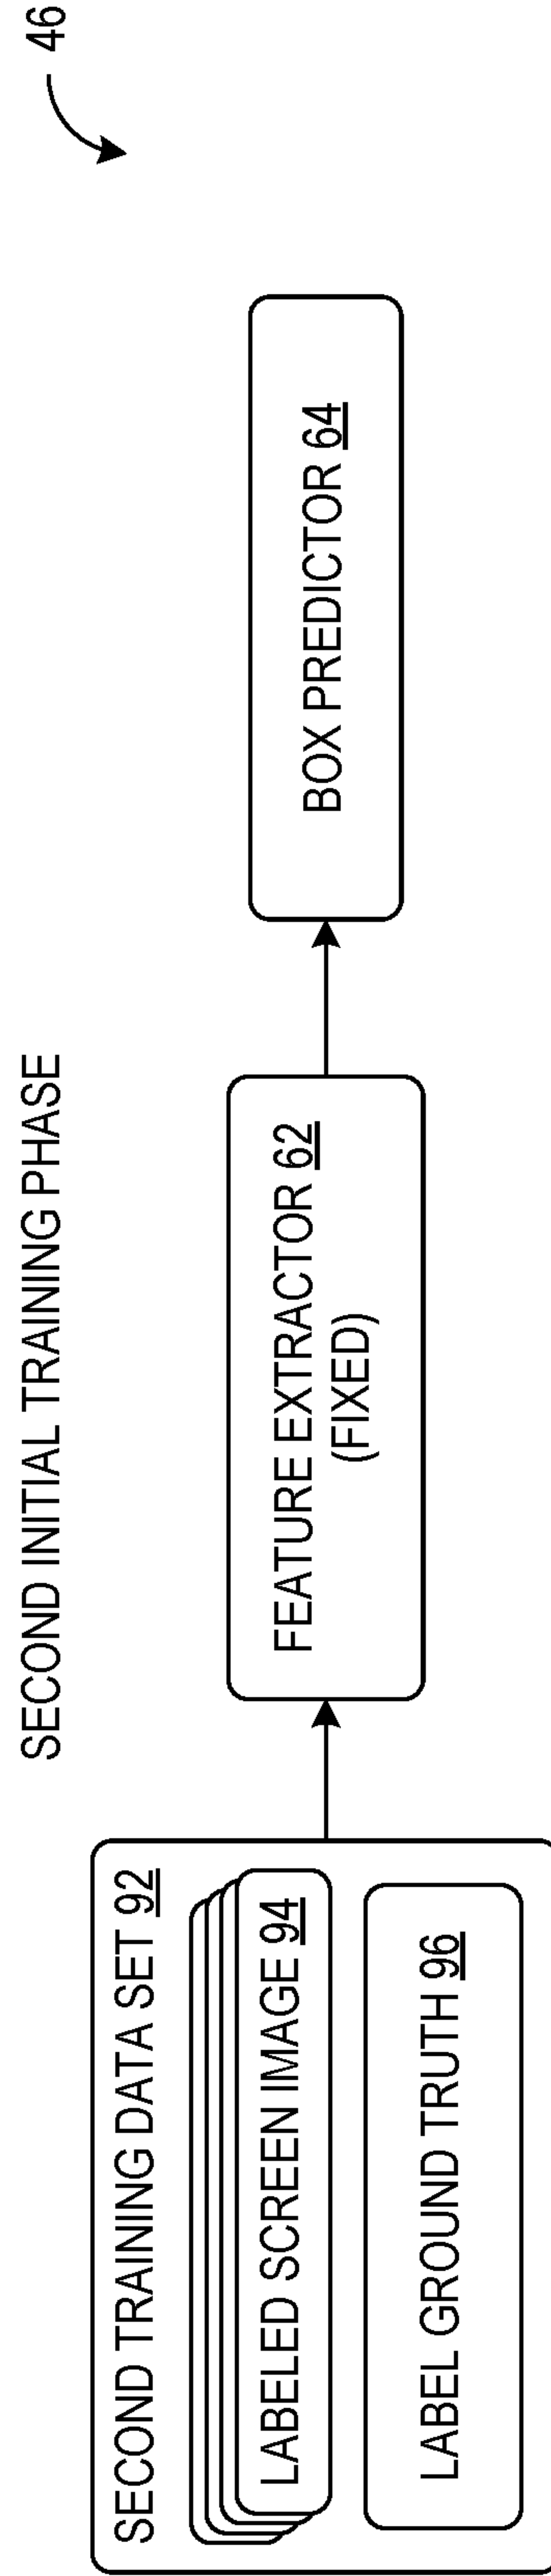 SECOND INITIAL TRAINING PHASE
46
SECOND TRAINING DATA SET 92
LABELED SCREEN IMAGE 94
LABEL GROUND TRUTH 96
FEATURE EXTRACTOR 62
(FIXED)
BOX PREDICTOR 64